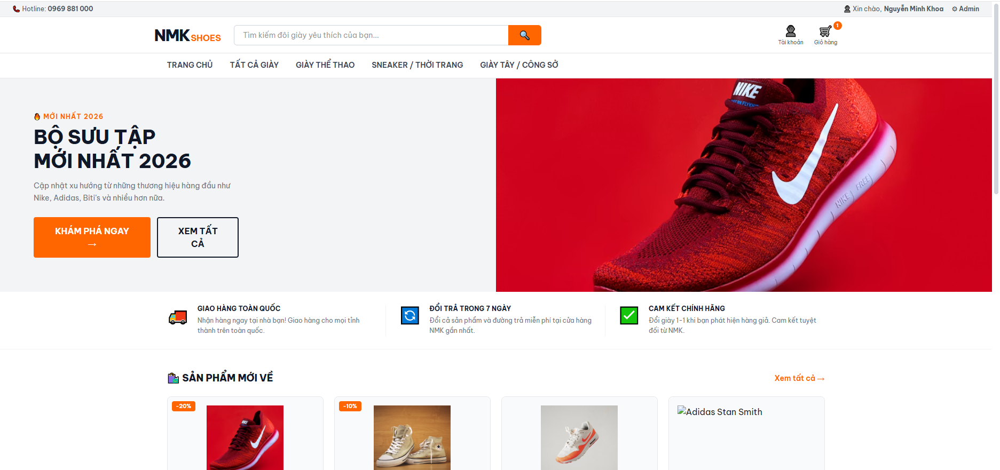 Hotline: 0969 881 000
Xin chào, Nguyễn Minh Khoa
Admin
NMK SHOES
Tìm kiếm đôi giày yêu thích của bạn...
Tài khoản
1
Giỏ hàng
TRANG CHỦ
TẤT CẢ GIÀY
GIÀY THỂ THAO
SNEAKER / THỜI TRANG
GIÀY TÂY / CÔNG SỞ
MỚI NHẤT 2026
BỘ SƯU TẬP
MỚI NHẤT 2026
Cập nhật xu hướng từ những thương hiệu hàng đầu như
Nike, Adidas, Biti's và nhiều hơn nữa.
KHÁM PHÁ NGAY
→
XEM TẤT
CẢ
NIKE
NIKE FREE
GIAO HÀNG TOÀN QUỐC
Nhận hàng ngay tại nhà bạn! Giao hàng cho mọi tỉnh
thành trên toàn quốc.
ĐỔI TRẢ TRONG 7 NGÀY
Đổi cả sản phẩm và đường trả miễn phí tại cửa hàng
NMK gần nhất.
CAM KẾT CHÍNH HÃNG
Đổi giày 1-1 khi bạn phát hiện hàng giả. Cam kết tuyệt
đối từ NMK.
SẢN PHẨM MỚI VỀ
Xem tất cả →
-20%
NIKE
-10%
Adidas Stan Smith